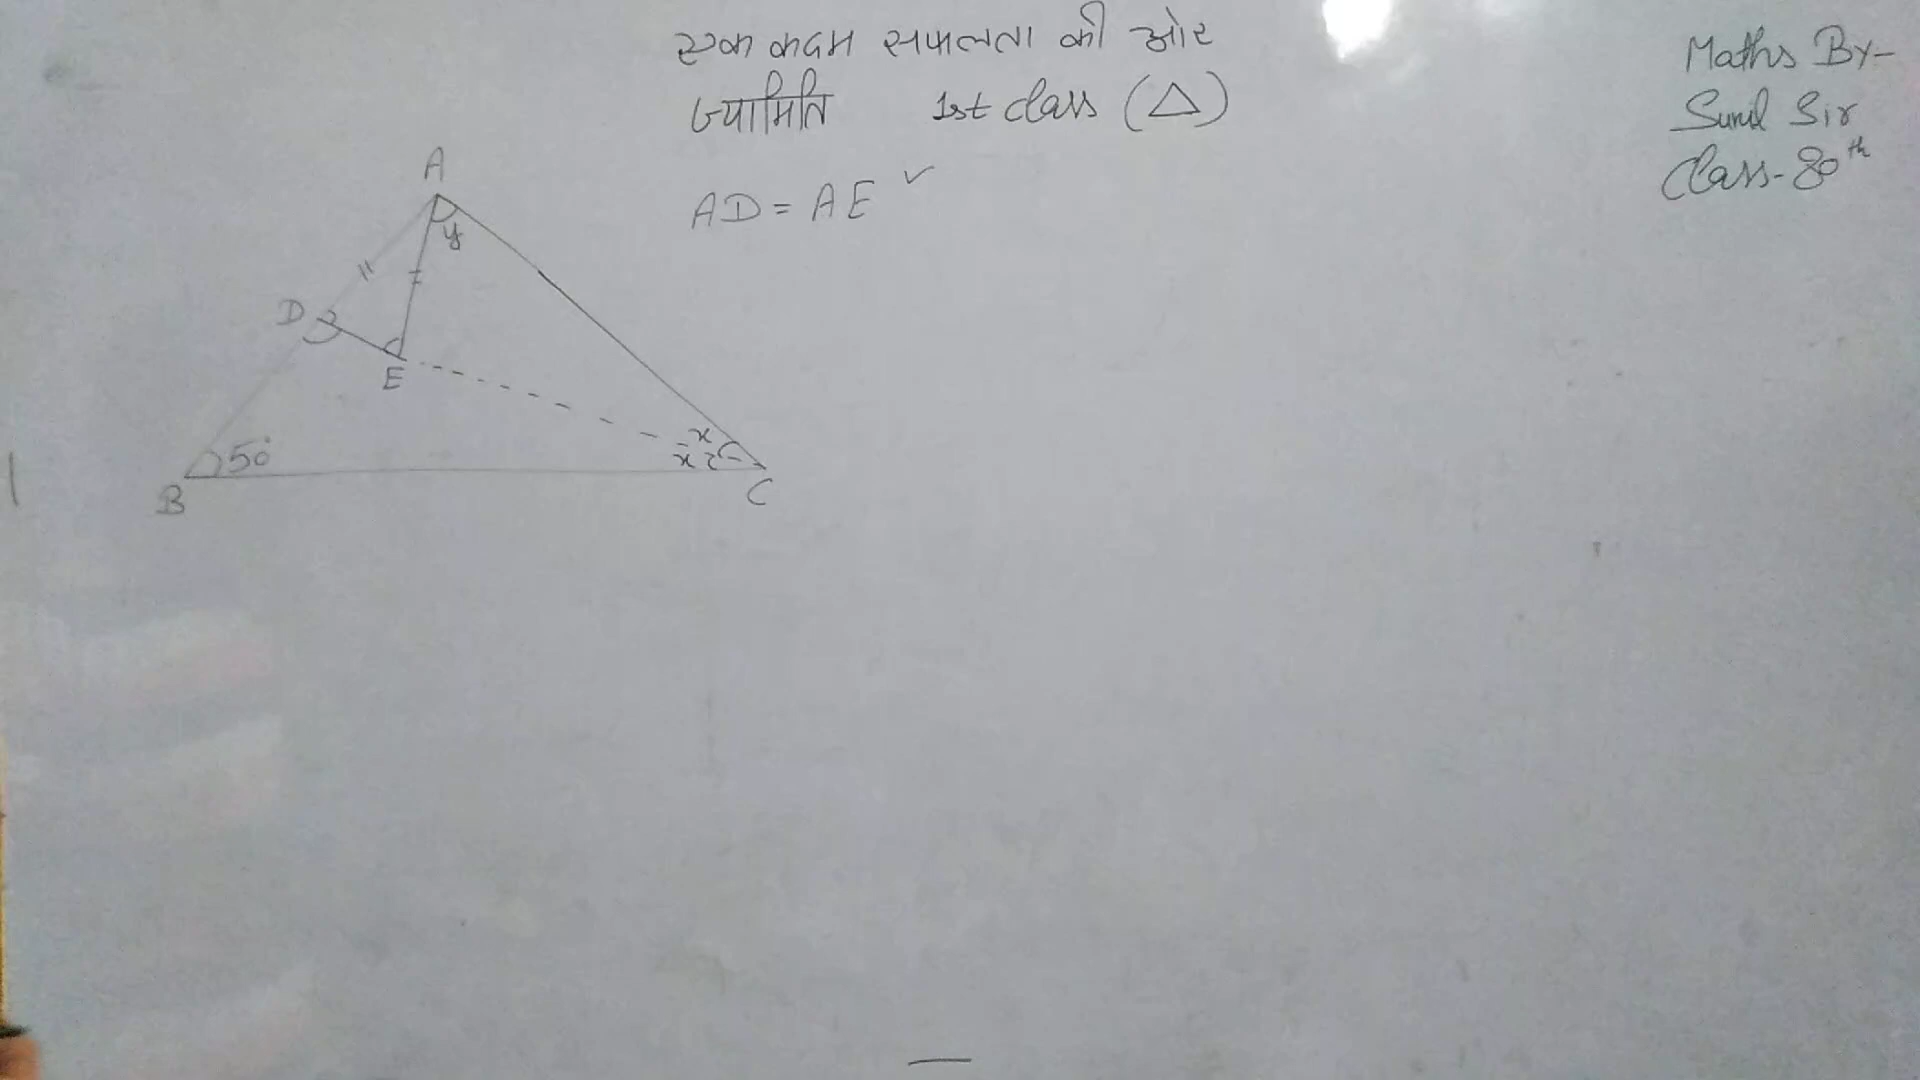 एक कदम सफलता की ओर
ज्यामिति 1st class (△)
Maths By-
Sunil Sir
Class-80th
AD = AE ✓
A
y
D
E
50°
x
x
B
C